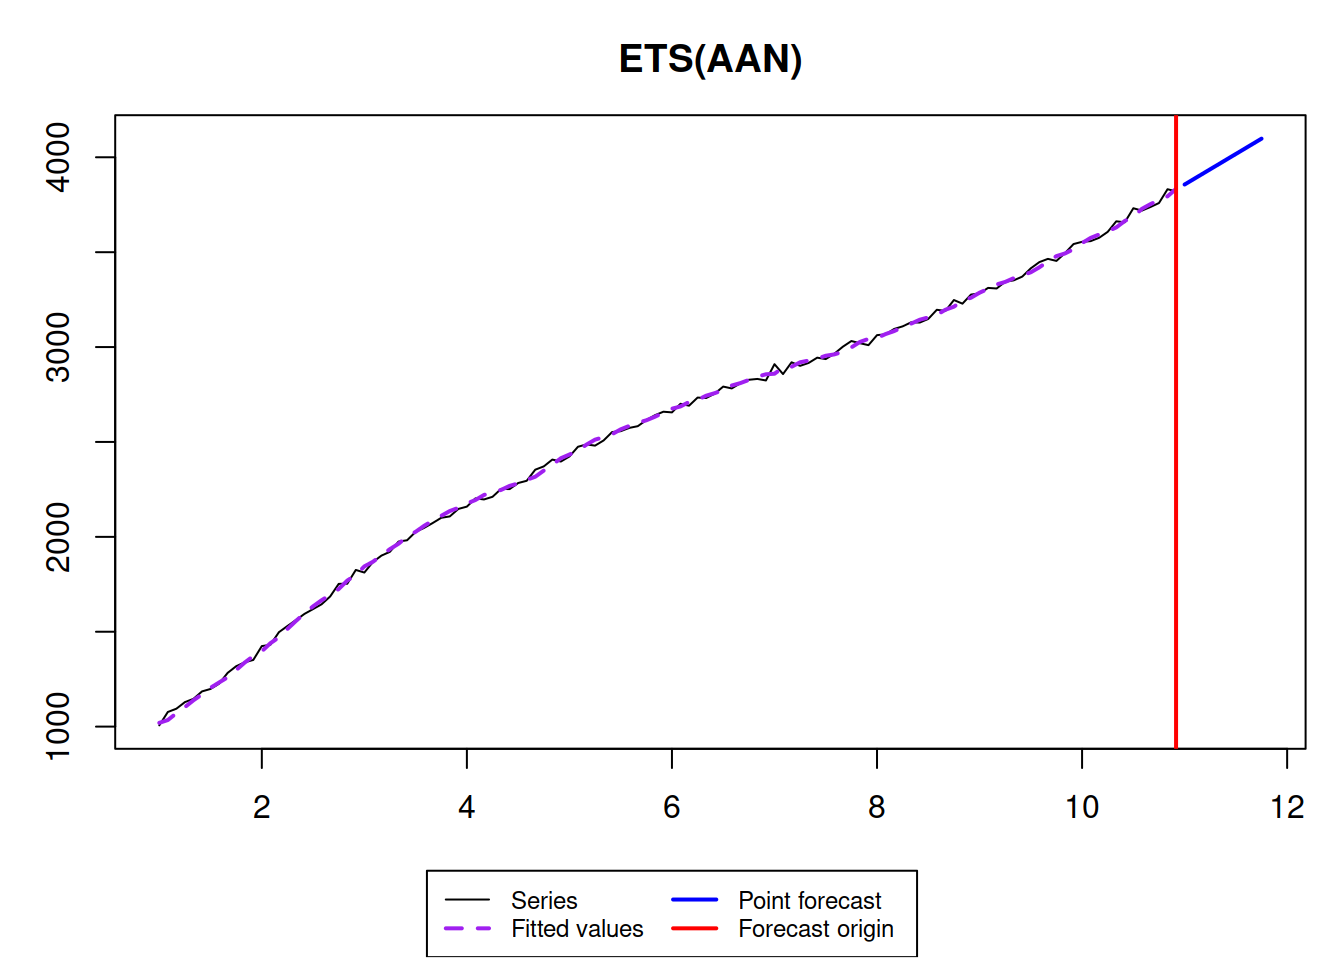 ETS(AAN)
4000
3000
2000
1000
2 4 6 8 10 12
Series Point forecast
Fitted values Forecast origin